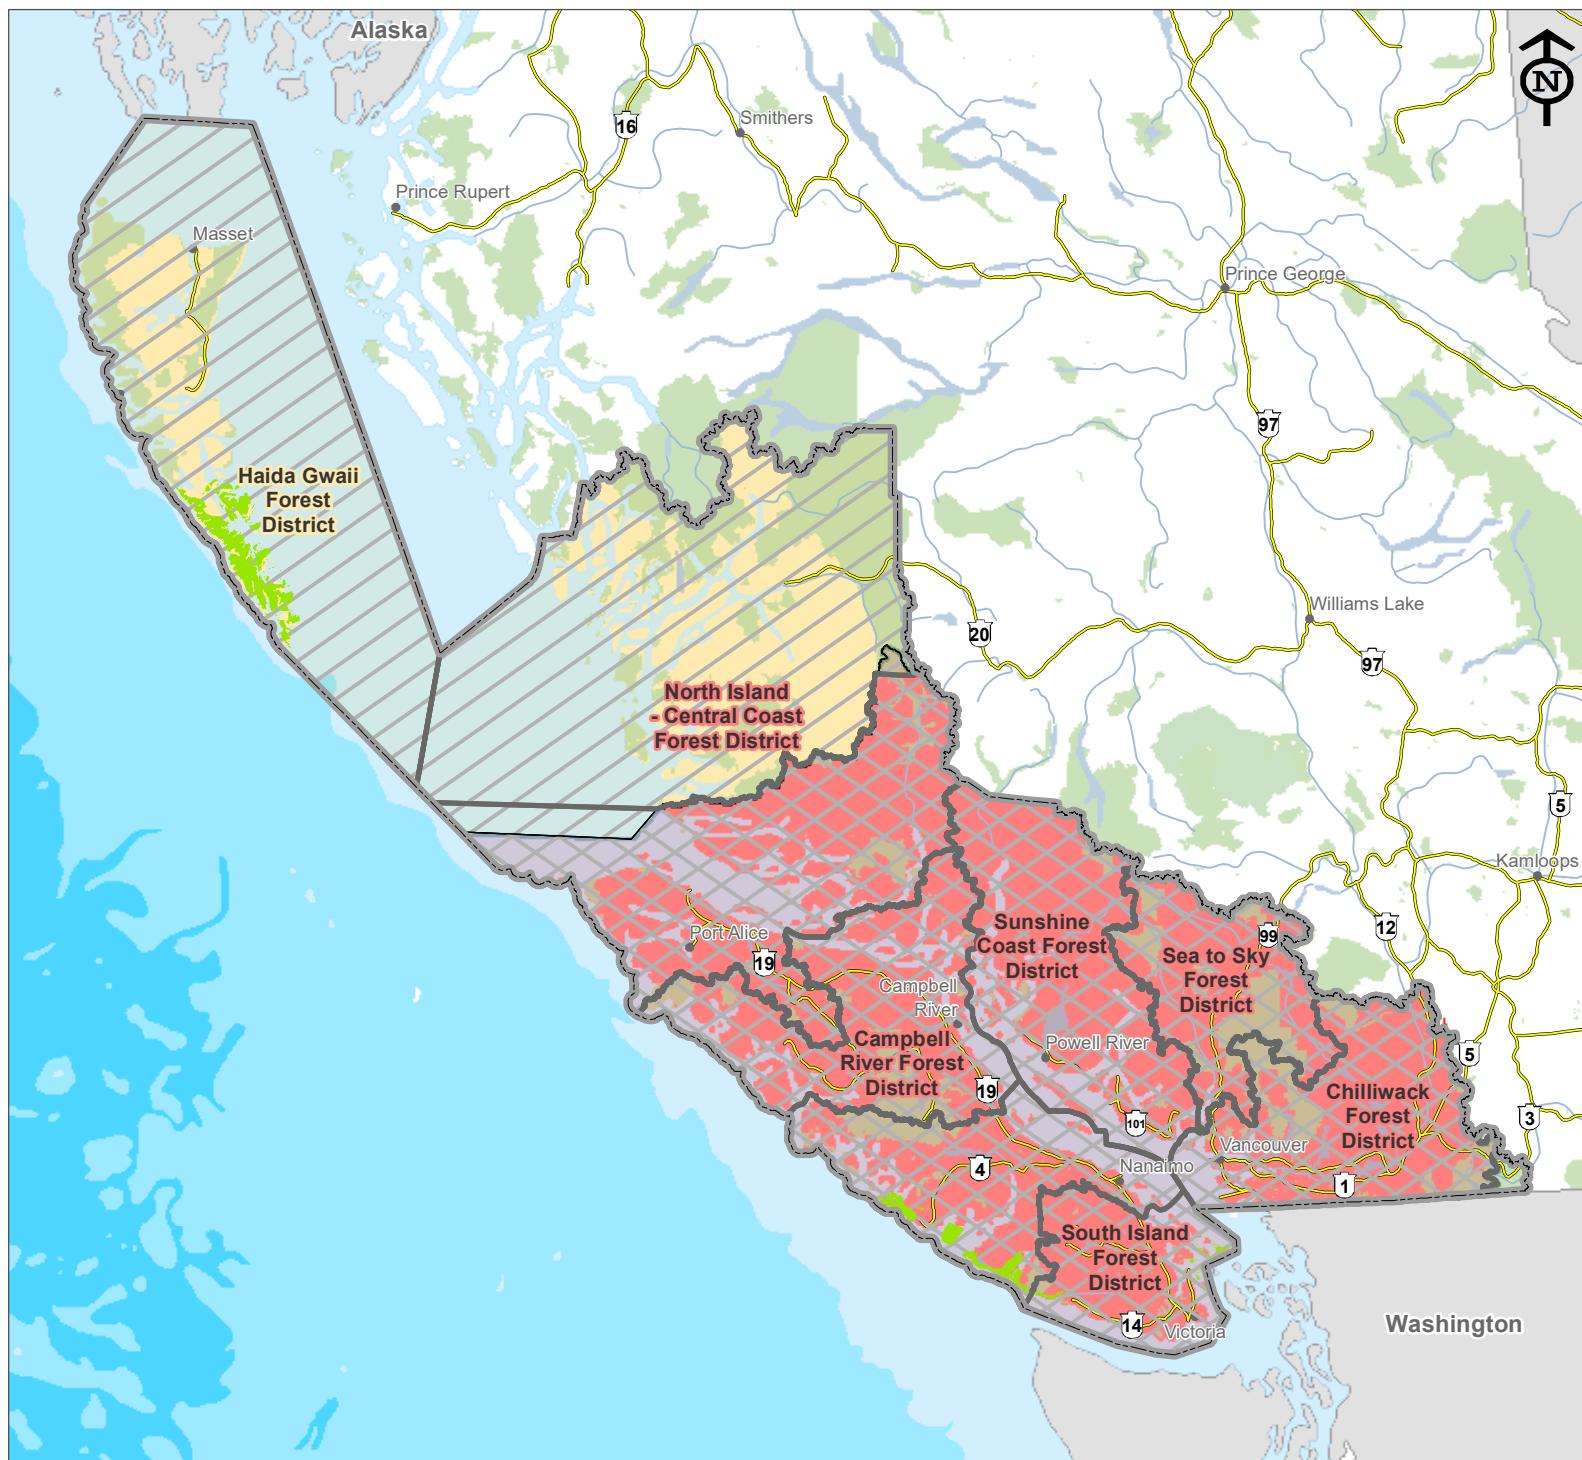 Alaska
N
16
Smithers
Prince Rupert
Masset
Prince George
97
Haida Gwaii
Forest
District
Williams Lake
20
97
North Island
- Central Coast
Forest District
5
Kamloops
Sunshine
Coast Forest
District
Port Alice
19
99
12
Sea to Sky
Forest
District
Campbell
River
Campbell
River Forest
District
Powell River
5
19
101
Chilliwack
Forest
District
3
Vancouver
4
Nanaimo
1
South Island
Forest
District
14
Victoria
Washington